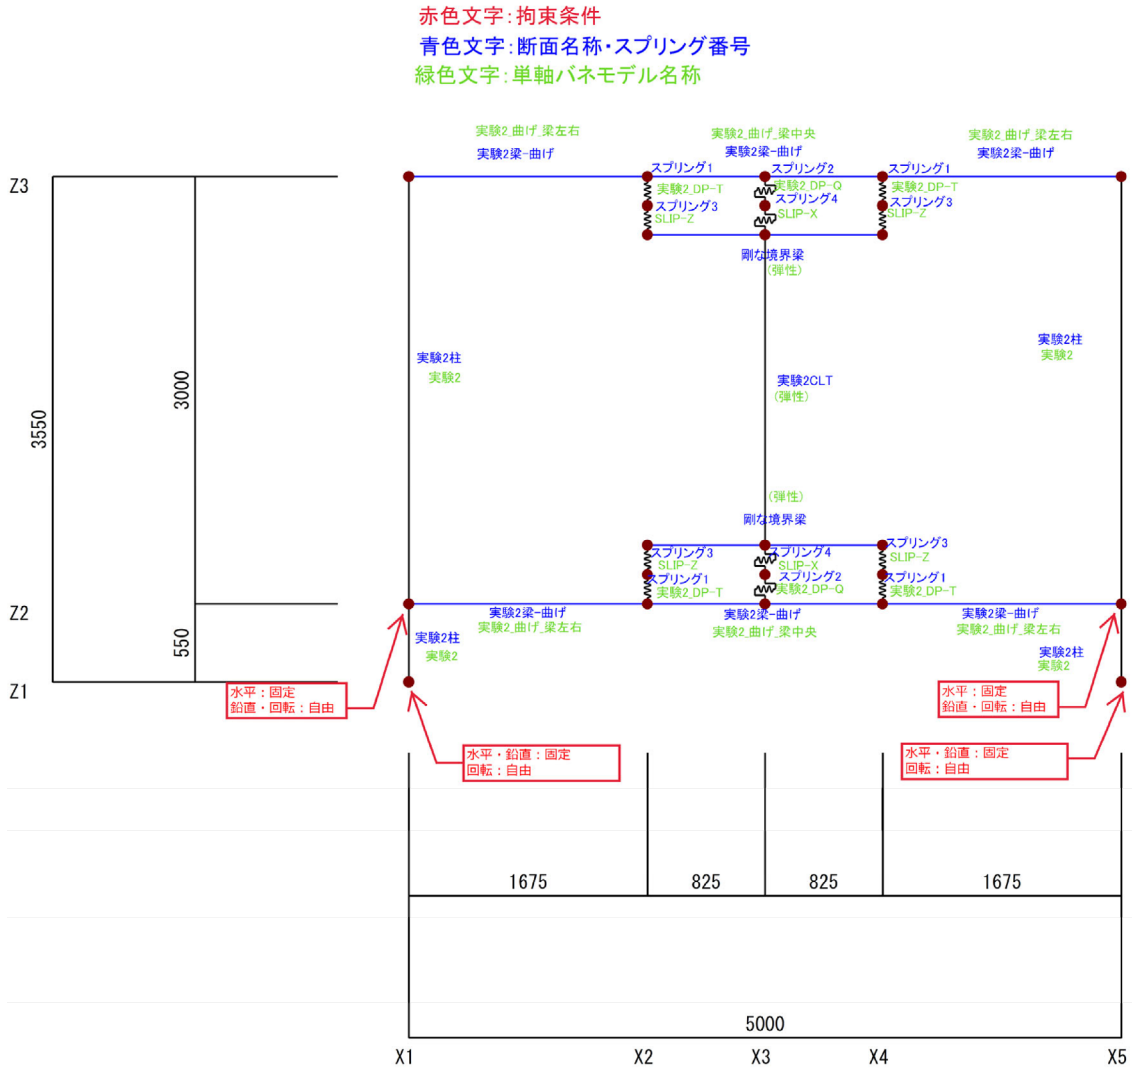 赤色文字:拘束条件
青色文字:断面名称・スプリング番号
緑色文字:単軸バネモデル名称
実験2_曲げ_梁左右
実験2_曲げ_梁中央
実験2_曲げ_梁左右
実験2梁-曲げ
実験2梁-曲げ
実験2梁-曲げ
Z3
スプリング1
スプリング2
スプリング1
実験2_DP-T
実験2_DP-Q
実験2_DP-T
スプリング3
スプリング4
スプリング3
SLIP-Z
SLIP-X
SLIP-Z
剛な境界梁
(弾性)
実験2柱
実験2
実験2柱
実験2
3000
3550
実験2CLT
(弾性)
(弾性)
剛な境界梁
スプリング3
スプリング4
スプリング3
SLIP-Z
SLIP-X
SLIP-Z
スプリング1
スプリング2
スプリング1
実験2_DP-T
実験2_DP-Q
実験2_DP-T
Z2
実験2梁-曲げ
実験2梁-曲げ
実験2梁-曲げ
実験2_曲げ_梁左右
実験2_曲げ_梁中央
実験2_曲げ_梁左右
550
実験2柱
実験2
実験2柱
実験2
Z1
水平:固定
鉛直・回転:自由
水平:固定
鉛直・回転:自由
水平・鉛直:固定
回転:自由
水平・鉛直:固定
回転:自由
1675
825
825
1675
5000
X1
X2
X3
X4
X5